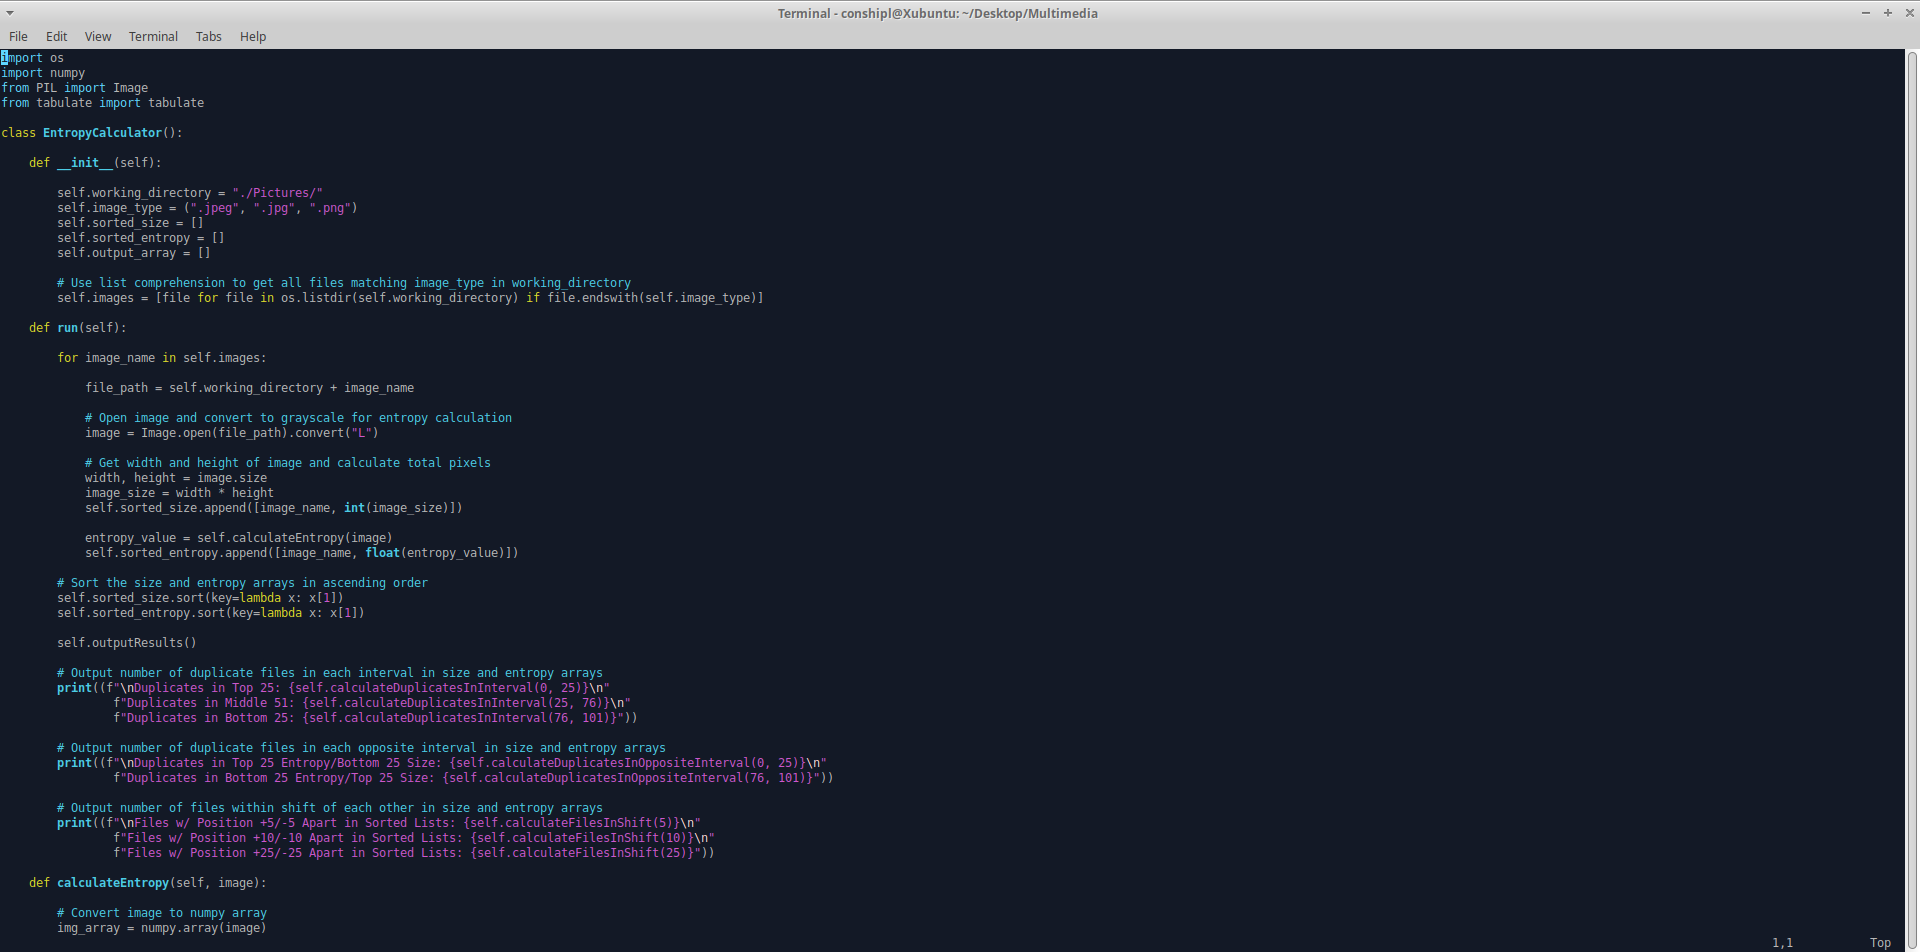 Terminal - conshipl@Xubuntu: ~/Desktop/Multimedia
File Edit View Terminal Tabs Help
import os
import numpy
from PIL import Image
from tabulate import tabulate

class EntropyCalculator():

    def __init__(self):

        self.working_directory = "./Pictures/"
        self.image_type = (".jpeg", ".jpg", ".png")
        self.sorted_size = []
        self.sorted_entropy = []
        self.output_array = []

        # Use list comprehension to get all files matching image_type in working_directory
        self.images = [file for file in os.listdir(self.working_directory) if file.endswith(self.image_type)]

    def run(self):

        for image_name in self.images:

            file_path = self.working_directory + image_name

            # Open image and convert to grayscale for entropy calculation
            image = Image.open(file_path).convert("L")

            # Get width and height of image and calculate total pixels
            width, height = image.size
            image_size = width * height
            self.sorted_size.append([image_name, int(image_size)])

            entropy_value = self.calculateEntropy(image)
            self.sorted_entropy.append([image_name, float(entropy_value)])

        # Sort the size and entropy arrays in ascending order
        self.sorted_size.sort(key=lambda x: x[1])
        self.sorted_entropy.sort(key=lambda x: x[1])

        self.outputResults()

        # Output number of duplicate files in each interval in size and entropy arrays
        print((f"\nDuplicates in Top 25: {self.calculateDuplicatesInInterval(0, 25)}\n"
                f"Duplicates in Middle 51: {self.calculateDuplicatesInInterval(25, 76)}\n"
                f"Duplicates in Bottom 25: {self.calculateDuplicatesInInterval(76, 101)}"))

        # Output number of duplicate files in each opposite interval in size and entropy arrays
        print((f"\nDuplicates in Top 25 Entropy/Bottom 25 Size: {self.calculateDuplicatesInOppositeInterval(0, 25)}\n"
                f"Duplicates in Bottom 25 Entropy/Top 25 Size: {self.calculateDuplicatesInOppositeInterval(76, 101)}"))

        # Output number of files within shift of each other in size and entropy arrays
        print((f"\nFiles w/ Position +5/-5 Apart in Sorted Lists: {self.calculateFilesInShift(5)}\n"
                f"Files w/ Position +10/-10 Apart in Sorted Lists: {self.calculateFilesInShift(10)}\n"
                f"Files w/ Position +25/-25 Apart in Sorted Lists: {self.calculateFilesInShift(25)}"))

    def calculateEntropy(self, image):

        # Convert image to numpy array
        img_array = numpy.array(image)
1,1 Top